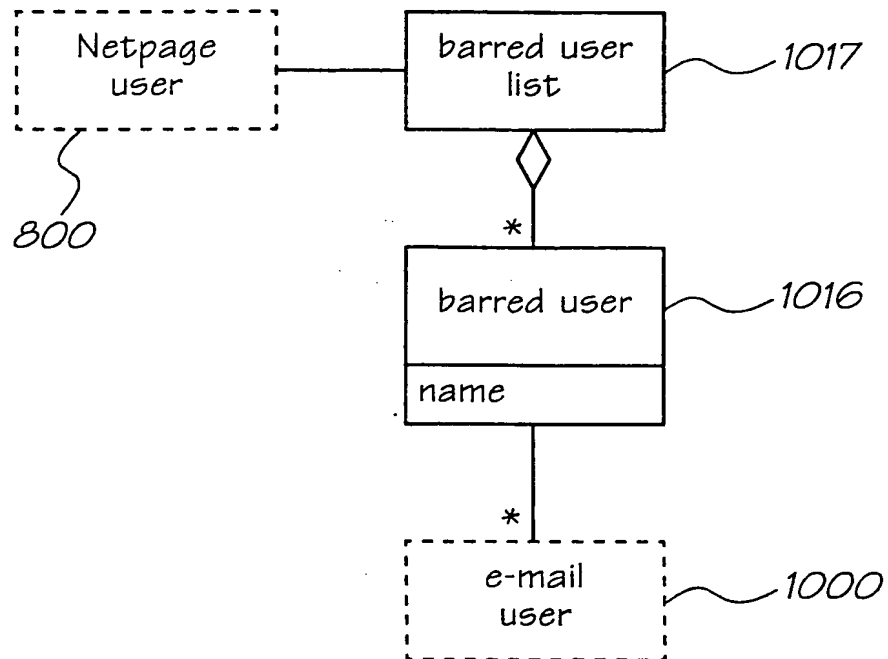 Netpage
user
barred user
list
1017
800
*
barred user
1016
name
*
e-mail
user
1000